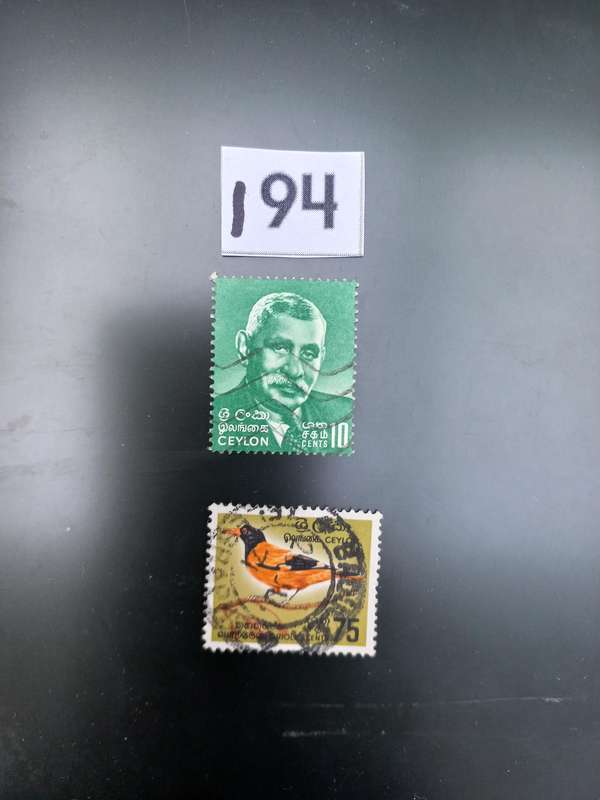 194
ශ්‍රී ලංකා
இலங்கை
CEYLON
ශත
சதம்
CENTS
10
ශ්‍රී ලංකා
இலங்கை CEYLON
75